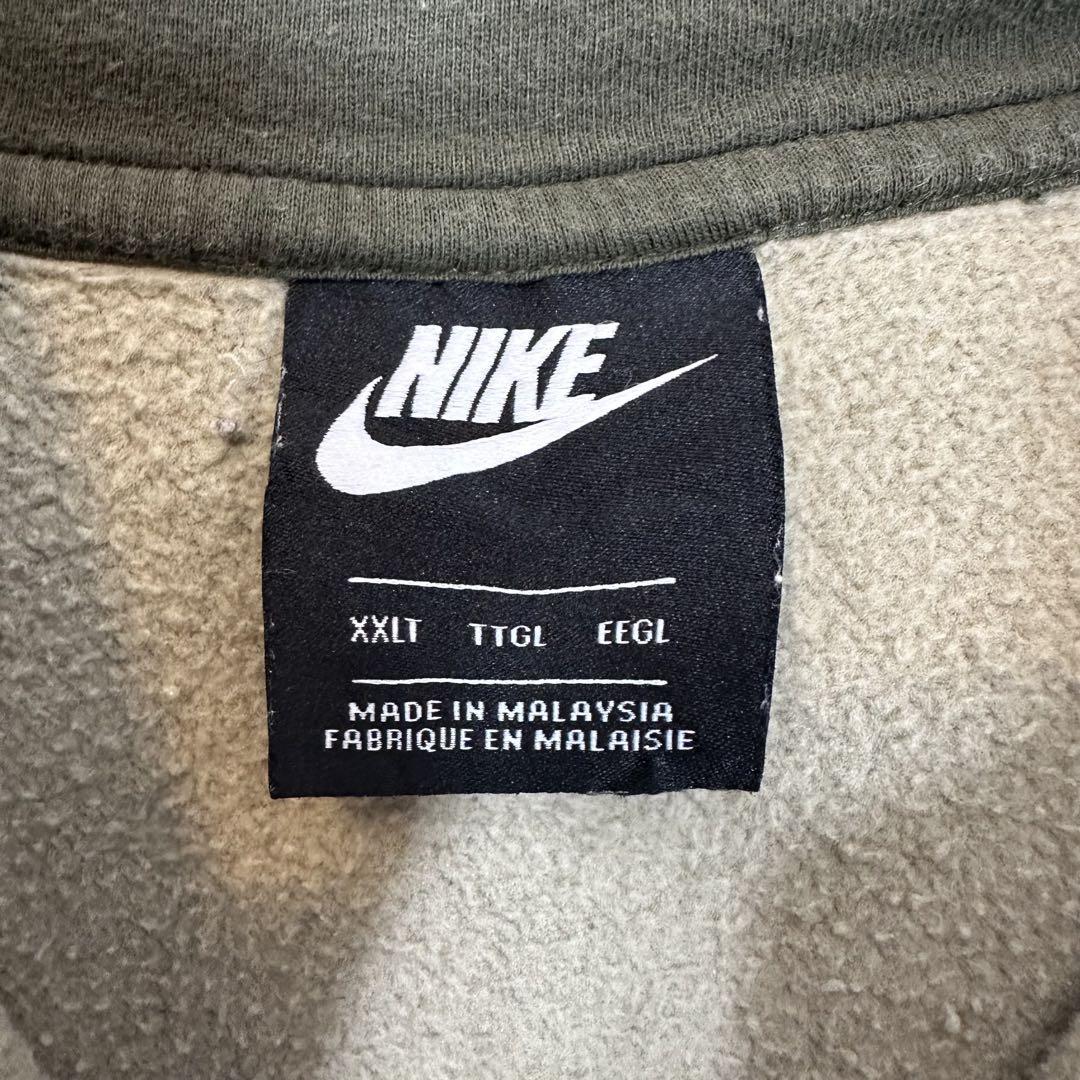 NIKE
XXLT TTGL EEGL
MADE IN MALAYSIA
FABRIQUE EN MALAISIE